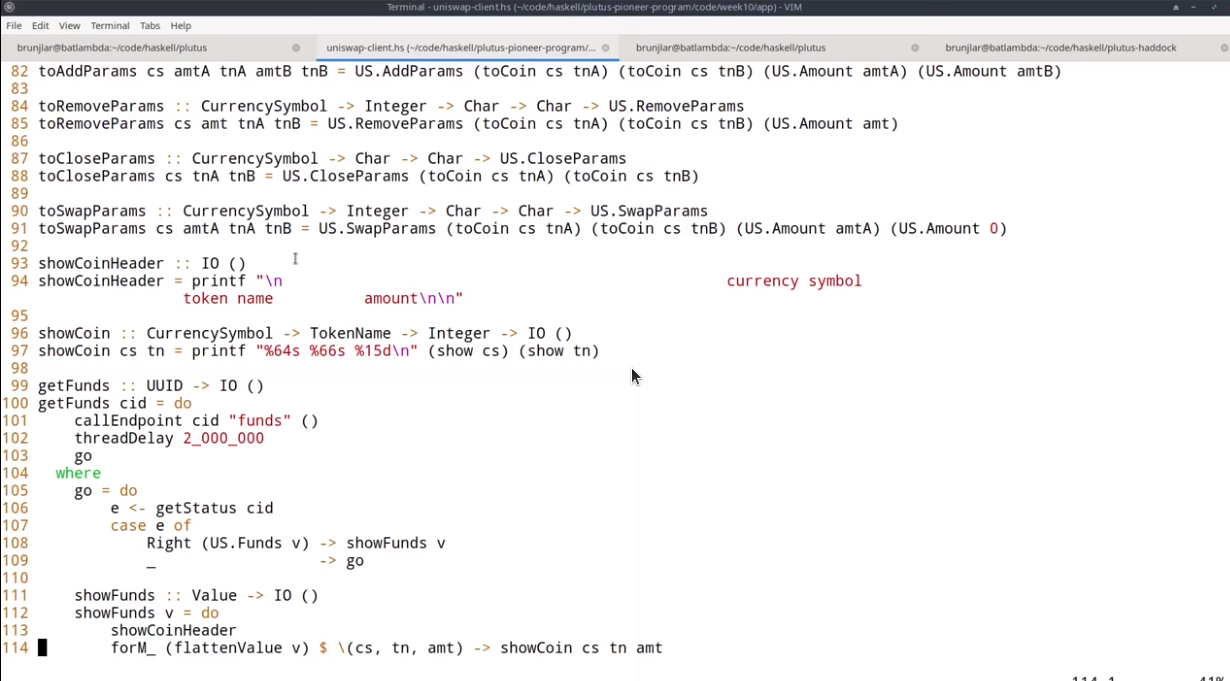 Terminal - uniswap-client.hs (~/code/haskell/plutus-pioneer-program/code/week10/app) - VIM
File Edit View Terminal Tabs Help
brunjlar@batlambda:~/code/haskell/plutus uniswap-client.hs (~/code/haskell/plutus-pioneer-program/... brunjlar@batlambda:~/code/haskell/plutus brunjlar@batlambda:~/code/haskell/plutus-haddock
82 toAddParams cs amtA tnA amtB tnB = US.AddParams (toCoin cs tnA) (toCoin cs tnB) (US.Amount amtA) (US.Amount amtB)
83
84 toRemoveParams :: CurrencySymbol -> Integer -> Char -> Char -> US.RemoveParams
85 toRemoveParams cs amt tnA tnB = US.RemoveParams (toCoin cs tnA) (toCoin cs tnB) (US.Amount amt)
86
87 toCloseParams :: CurrencySymbol -> Char -> Char -> US.CloseParams
88 toCloseParams cs tnA tnB = US.CloseParams (toCoin cs tnA) (toCoin cs tnB)
89
90 toSwapParams :: CurrencySymbol -> Integer -> Char -> Char -> US.SwapParams
91 toSwapParams cs amtA tnA tnB = US.SwapParams (toCoin cs tnA) (toCoin cs tnB) (US.Amount amtA) (US.Amount 0)
92
93 showCoinHeader :: IO ()
94 showCoinHeader = printf "\n                                                 currency symbol
                token name          amount\n\n"
95
96 showCoin :: CurrencySymbol -> TokenName -> Integer -> IO ()
97 showCoin cs tn = printf "%64s %66s %15d\n" (show cs) (show tn)
98
99 getFunds :: UUID -> IO ()
100 getFunds cid = do
101     callEndpoint cid "funds" ()
102     threadDelay 2_000_000
103     go
104   where
105     go = do
106         e <- getStatus cid
107         case e of
108             Right (US.Funds v) -> showFunds v
109             _                  -> go
110
111     showFunds :: Value -> IO ()
112     showFunds v = do
113         showCoinHeader
114         forM_ (flattenValue v) $ \(cs, tn, amt) -> showCoin cs tn amt